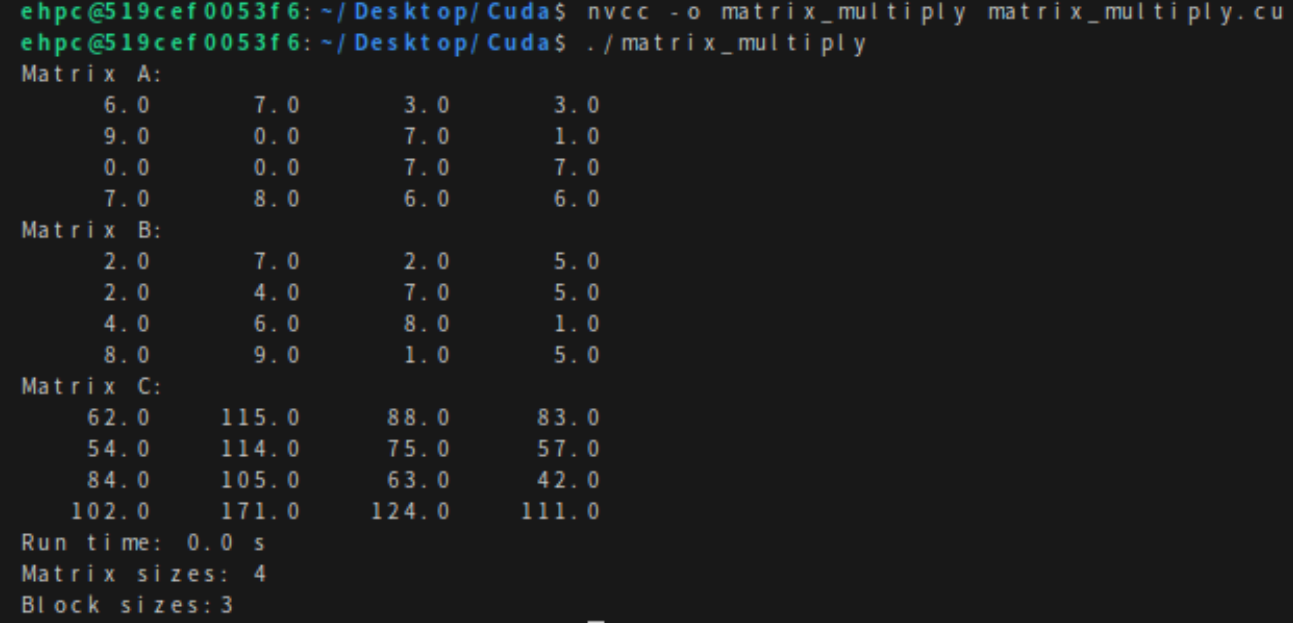 ehpc@519cef0053f6:~/Desktop/Cuda$ nvcc -o matrix_multiply matrix_multiply.cu
ehpc@519cef0053f6:~/Desktop/Cuda$ ./matrix_multiply
Matrix A:
6.0 7.0 3.0 3.0
9.0 0.0 7.0 1.0
0.0 0.0 7.0 7.0
7.0 8.0 6.0 6.0
Matrix B:
2.0 7.0 2.0 5.0
2.0 4.0 7.0 5.0
4.0 6.0 8.0 1.0
8.0 9.0 1.0 5.0
Matrix C:
62.0 115.0 88.0 83.0
54.0 114.0 75.0 57.0
84.0 105.0 63.0 42.0
102.0 171.0 124.0 111.0
Run time: 0.0 s
Matrix sizes: 4
Block sizes:3